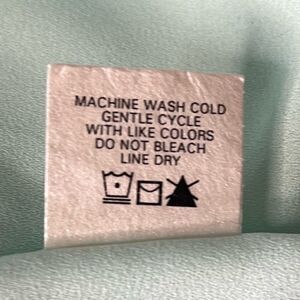 MACHINE WASH COLD
GENTLE CYCLE
WITH LIKE COLORS
DO NOT BLEACH
LINE DRY